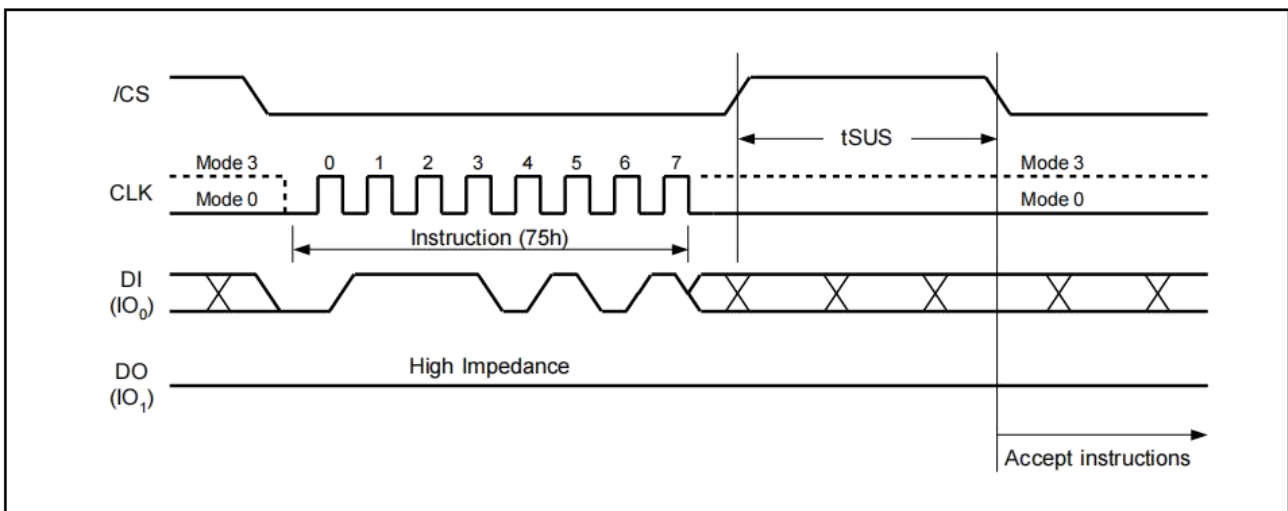 /CS
tSUS
Mode 3 0 1 2 3 4 5 6 7 Mode 3
CLK
Mode 0 Mode 0
Instruction (75h)
DI
(IO₀)
High Impedance
DO
(IO₁)
Accept instructions